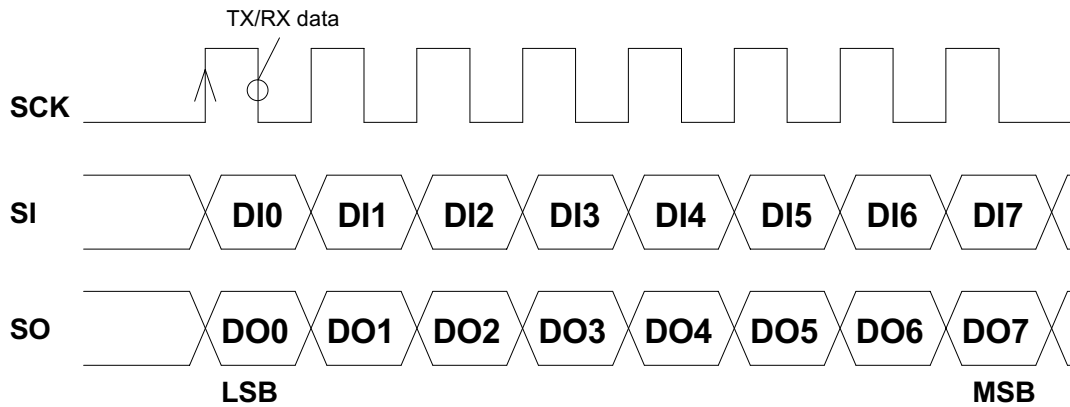 TX/RX data
SCK
SI DI0 DI1 DI2 DI3 DI4 DI5 DI6 DI7
SO DO0 DO1 DO2 DO3 DO4 DO5 DO6 DO7
LSB MSB